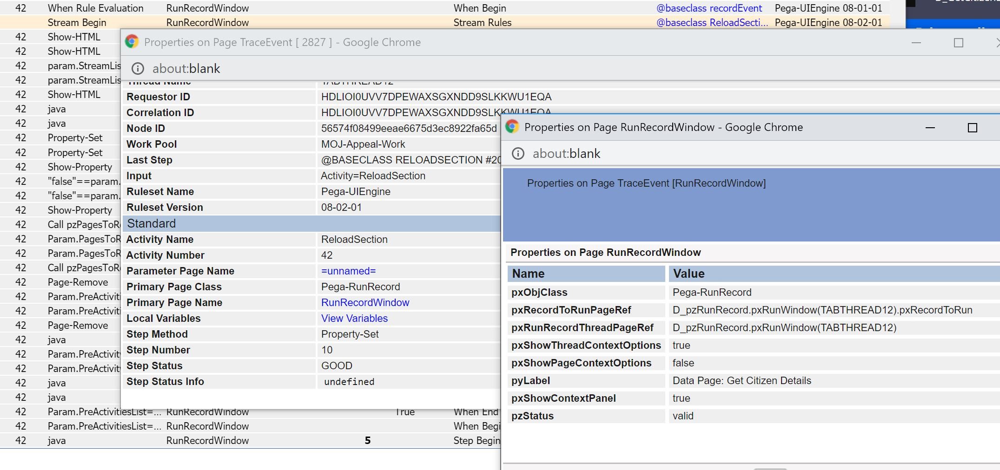 42 When Rule Evaluation RunRecordWindow When Begin @baseclass recordEvent Pega-UIEngine 08-01-01
Stream Begin RunRecordWindow Stream Rules @baseclass ReloadSecti... Pega-UIEngine 08-02-01
42 Show-HTML
42 Show-HTML
42 param.StreamLis
42 param.StreamLis
42 Show-HTML
42 java
42 java
42 Property-Set
42 Property-Set
42 Show-Property
42 "false"==param.
42 "false"==param.
42 Show-Property
42 Call pzPagesToR
42 Param.PagesToR
42 Param.PagesToR
42 Call pzPagesToR
42 Page-Remove
42 Param.PreActiviti
42 Param.PreActiviti
42 Page-Remove
42 java
42 Param.PreActivity
42 Param.PreActivity
42 java
42 java
42 Param.PreActivitiesList=... RunRecordWindow True When End
42 Param.PreActivitiesList=... RunRecordWindow When Begi
42 java RunRecordWindow 5 Step Begin
Properties on Page TraceEvent [ 2827 ] - Google Chrome
about:blank
Thread Name TABTHREAD12
Requestor ID HDLIOI0UVV7DPEWAXSGXNDD9SLKKWU1EQA
Correlation ID HDLIOI0UVV7DPEWAXSGXNDD9SLKKWU1EQA
Node ID 56574f08499eeae6675d3ec8922fa65d
Work Pool MOJ-Appeal-Work
Last Step @BASECLASS RELOADSECTION #20
Input Activity=ReloadSection
Ruleset Name Pega-UIEngine
Ruleset Version 08-02-01
Standard
Activity Name ReloadSection
Activity Number 42
Parameter Page Name =unnamed=
Primary Page Class Pega-RunRecord
Primary Page Name RunRecordWindow
Local Variables View Variables
Step Method Property-Set
Step Number 10
Step Status GOOD
Step Status Info undefined
Properties on Page RunRecordWindow - Google Chrome
about:blank
Properties on Page TraceEvent [RunRecordWindow]
Properties on Page RunRecordWindow
Name Value
pxObjClass Pega-RunRecord
pxRecordToRunPageRef D_pzRunRecord.pxRunWindow(TABTHREAD12).pxRecordToRun
pxRunRecordThreadPageRef D_pzRunRecord.pxRunWindow(TABTHREAD12)
pxShowThreadContextOptions true
pxShowPageContextOptions false
pyLabel Data Page: Get Citizen Details
pxShowContextPanel true
pzStatus valid